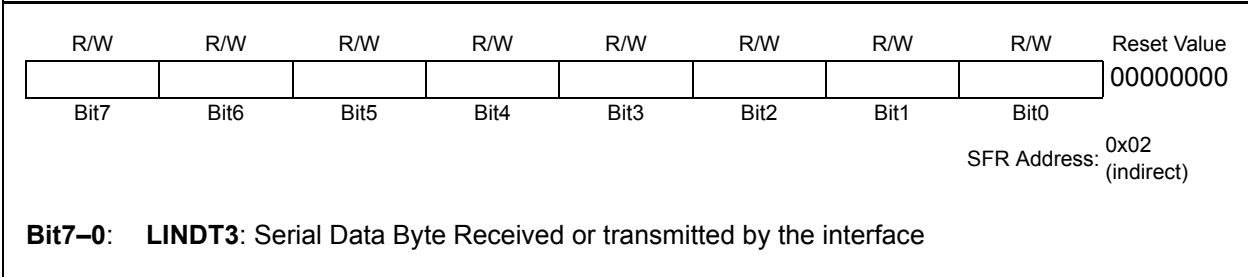 R/W R/W R/W R/W R/W R/W R/W R/W Reset Value
00000000
Bit7 Bit6 Bit5 Bit4 Bit3 Bit2 Bit1 Bit0
SFR Address: 0x02
(indirect)
Bit7–0: LINDT3: Serial Data Byte Received or transmitted by the interface